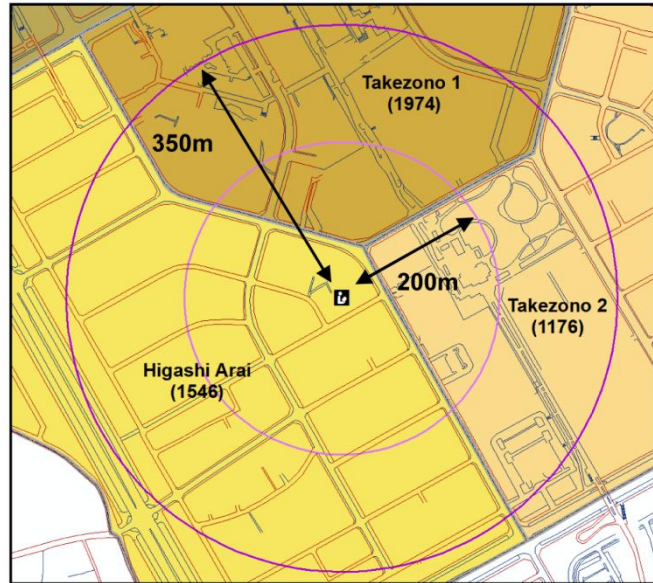 Takezono 1
(1974)
350m
200m
Takezono 2
(1176)
Higashi Arai
(1546)